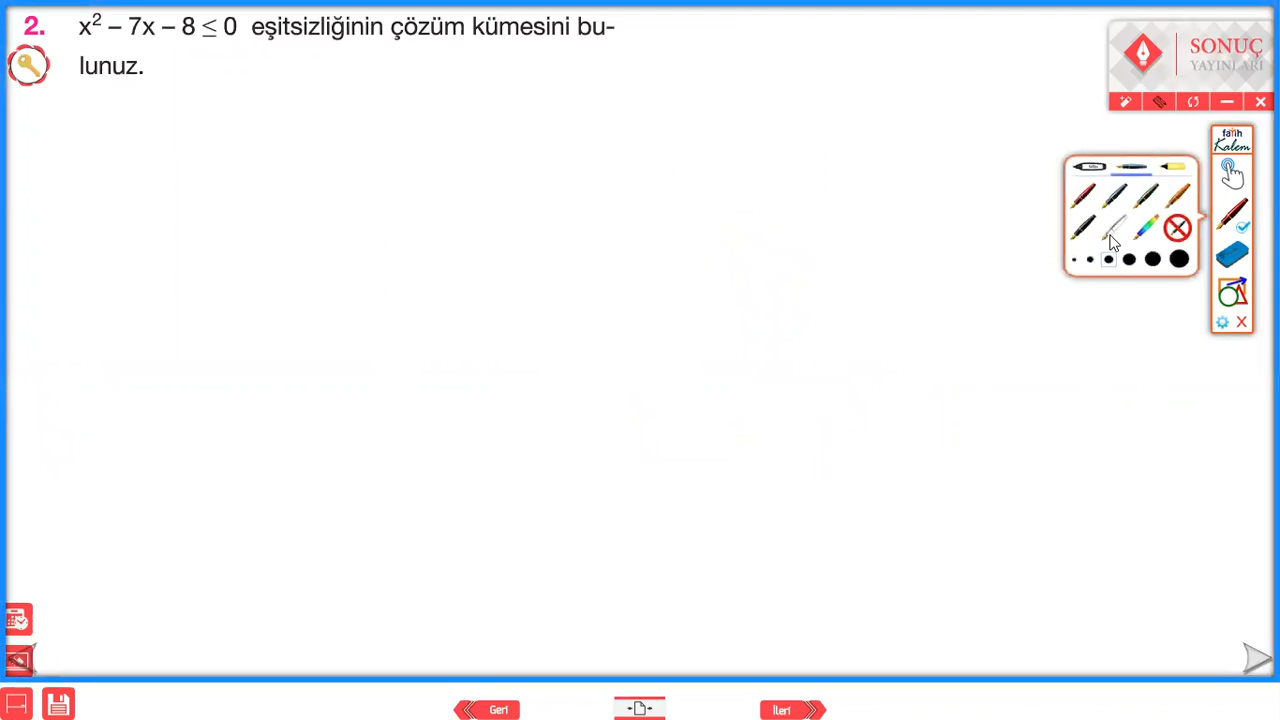 2. x² – 7x – 8 ≤ 0 eşitsizliğinin çözüm kümesini bu-
lunuz.
SONUÇ
YAYINLARI
fatih
Kalem
Geri
İleri